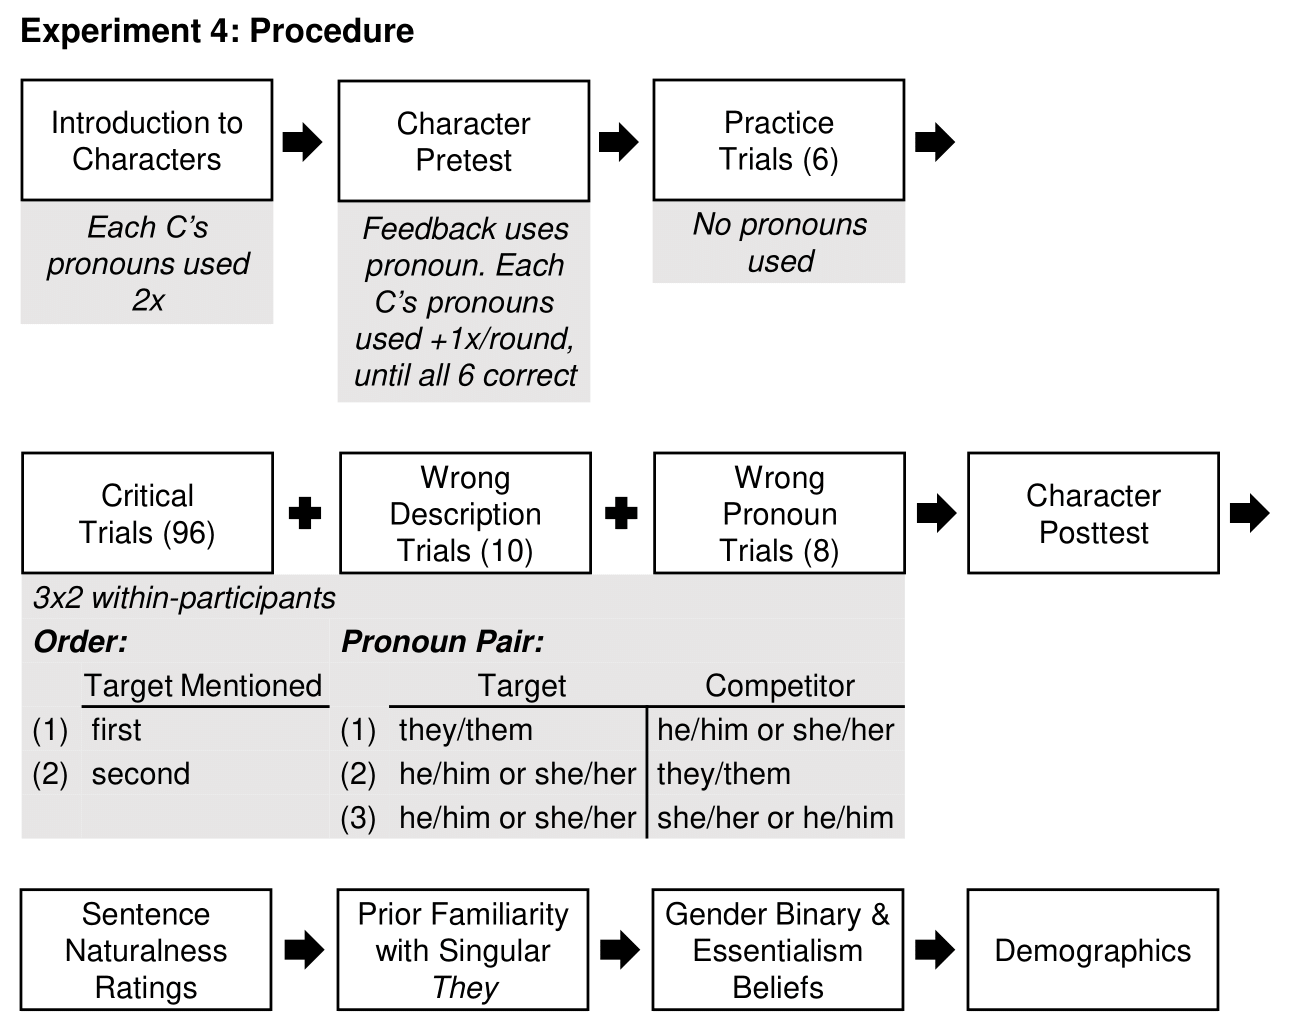 Experiment 4: Procedure
Introduction to
Characters
Each C's
pronouns used
2x
Character
Pretest
Feedback uses
pronoun. Each
C's pronouns
used +1x/round,
until all 6 correct
Practice
Trials (6)
No pronouns
used
Critical
Trials (96)
Wrong
Description
Trials (10)
Wrong
Pronoun
Trials (8)
Character
Posttest
3x2 within-participants
Order:
Target Mentioned
(1) first
(2) second
Pronoun Pair:
Target Competitor
(1) they/them he/him or she/her
(2) he/him or she/her they/them
(3) he/him or she/her she/her or he/him
Sentence
Naturalness
Ratings
Prior Familiarity
with Singular
They
Gender Binary &
Essentialism
Beliefs
Demographics